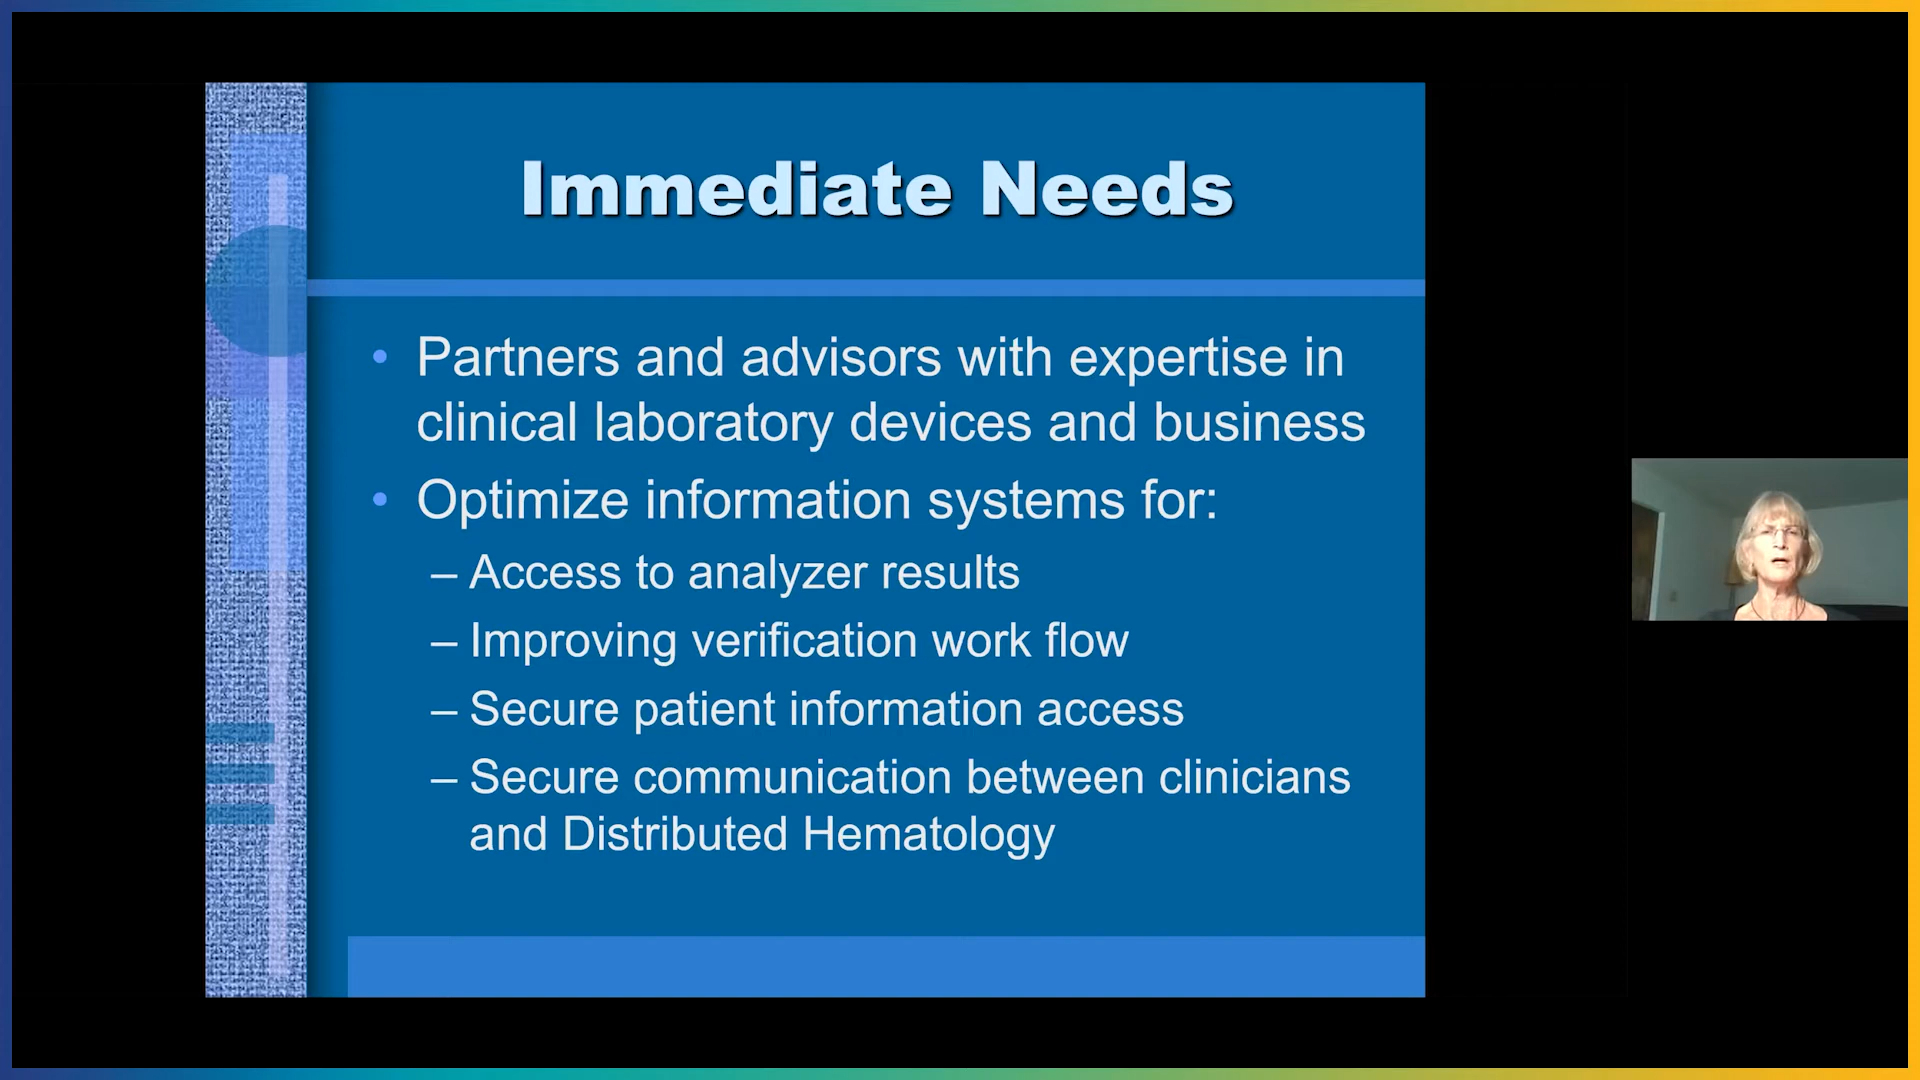 Immediate Needs
• Partners and advisors with expertise in
clinical laboratory devices and business
• Optimize information systems for:
– Access to analyzer results
– Improving verification work flow
– Secure patient information access
– Secure communication between clinicians
and Distributed Hematology